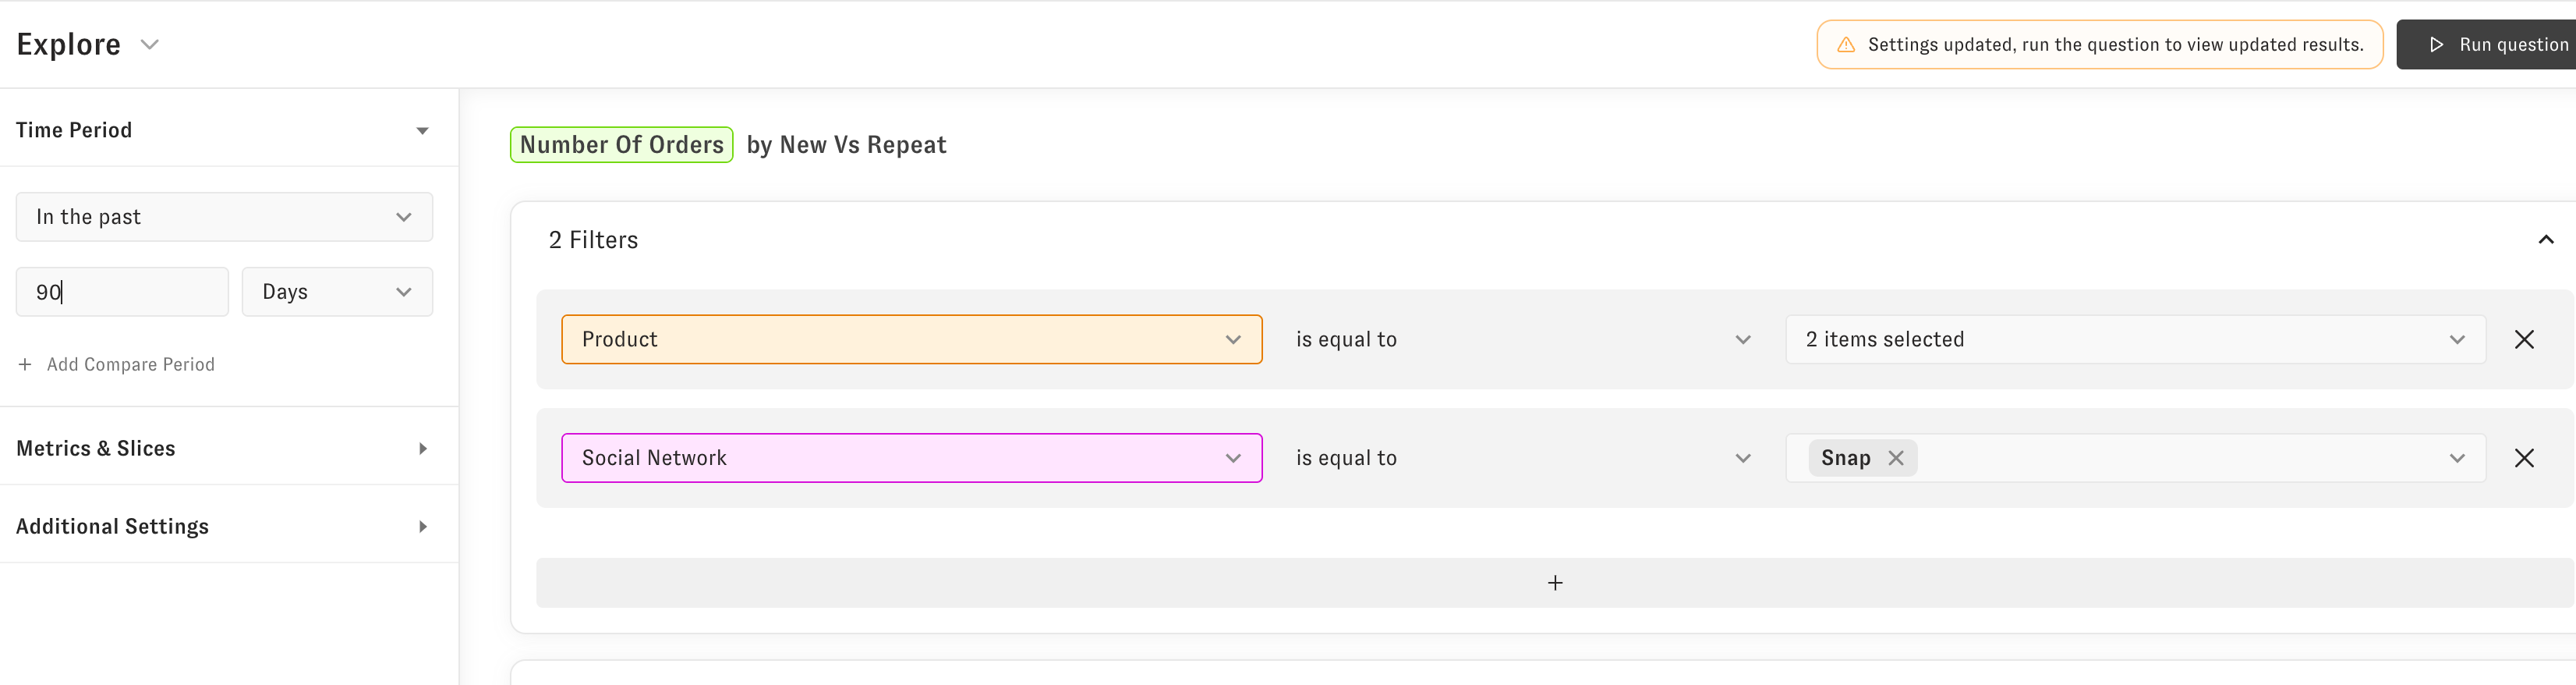 Explore
Settings updated, run the question to view updated results.
Run question
Time Period
In the past
90
Days
+ Add Compare Period
Metrics & Slices
Additional Settings
Number Of Orders by New Vs Repeat
2 Filters
Product
is equal to
2 items selected
Social Network
is equal to
Snap
+